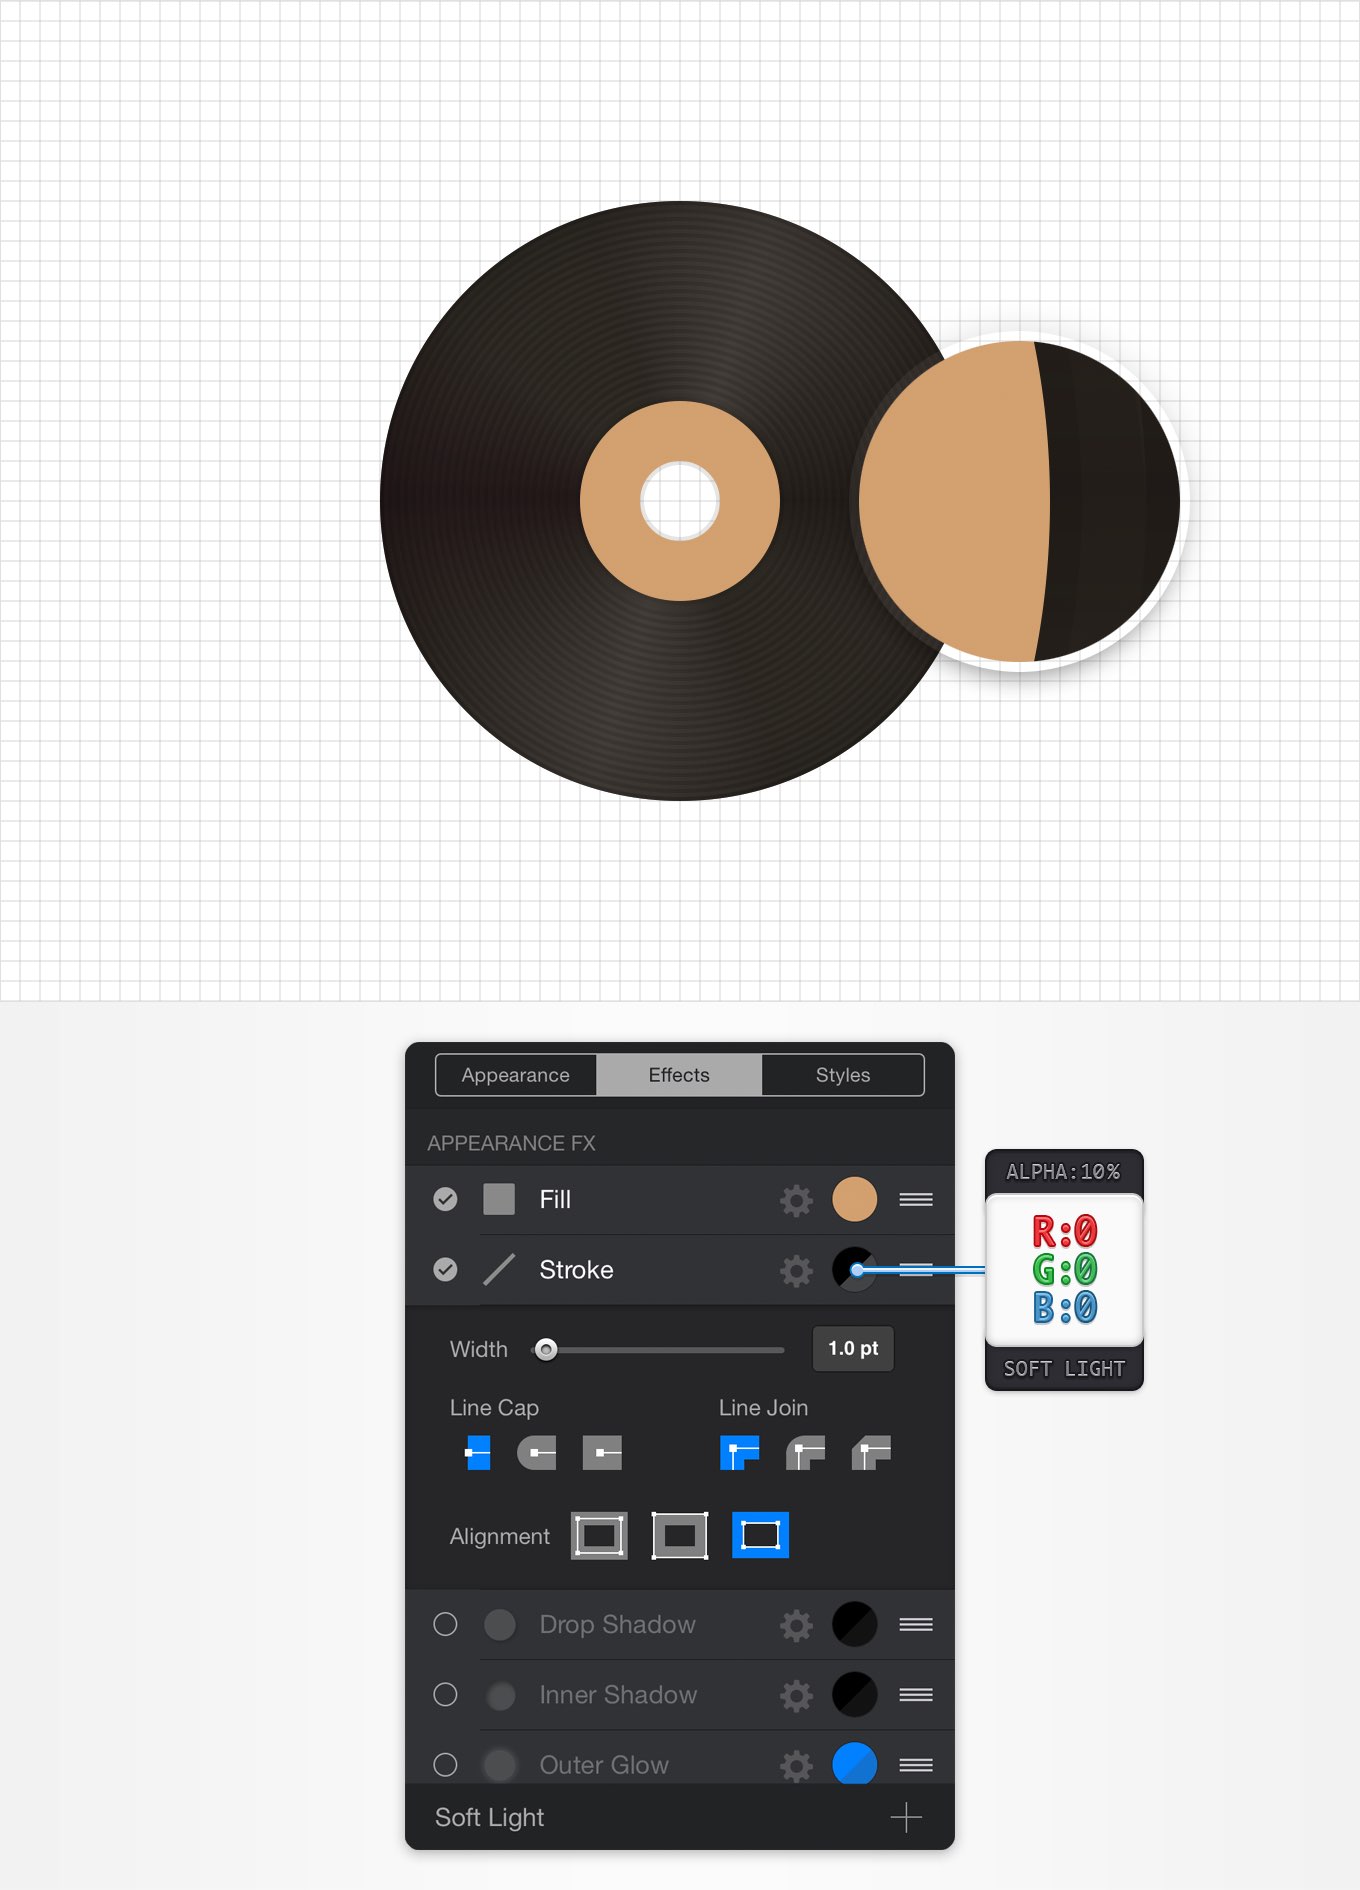 Appearance Effects Styles
APPEARANCE FX
Fill
Stroke
Width 1.0 pt
Line Cap Line Join
Alignment
Drop Shadow
Inner Shadow
Outer Glow
Soft Light
ALPHA:10%
R:0
G:0
B:0
SOFT LIGHT